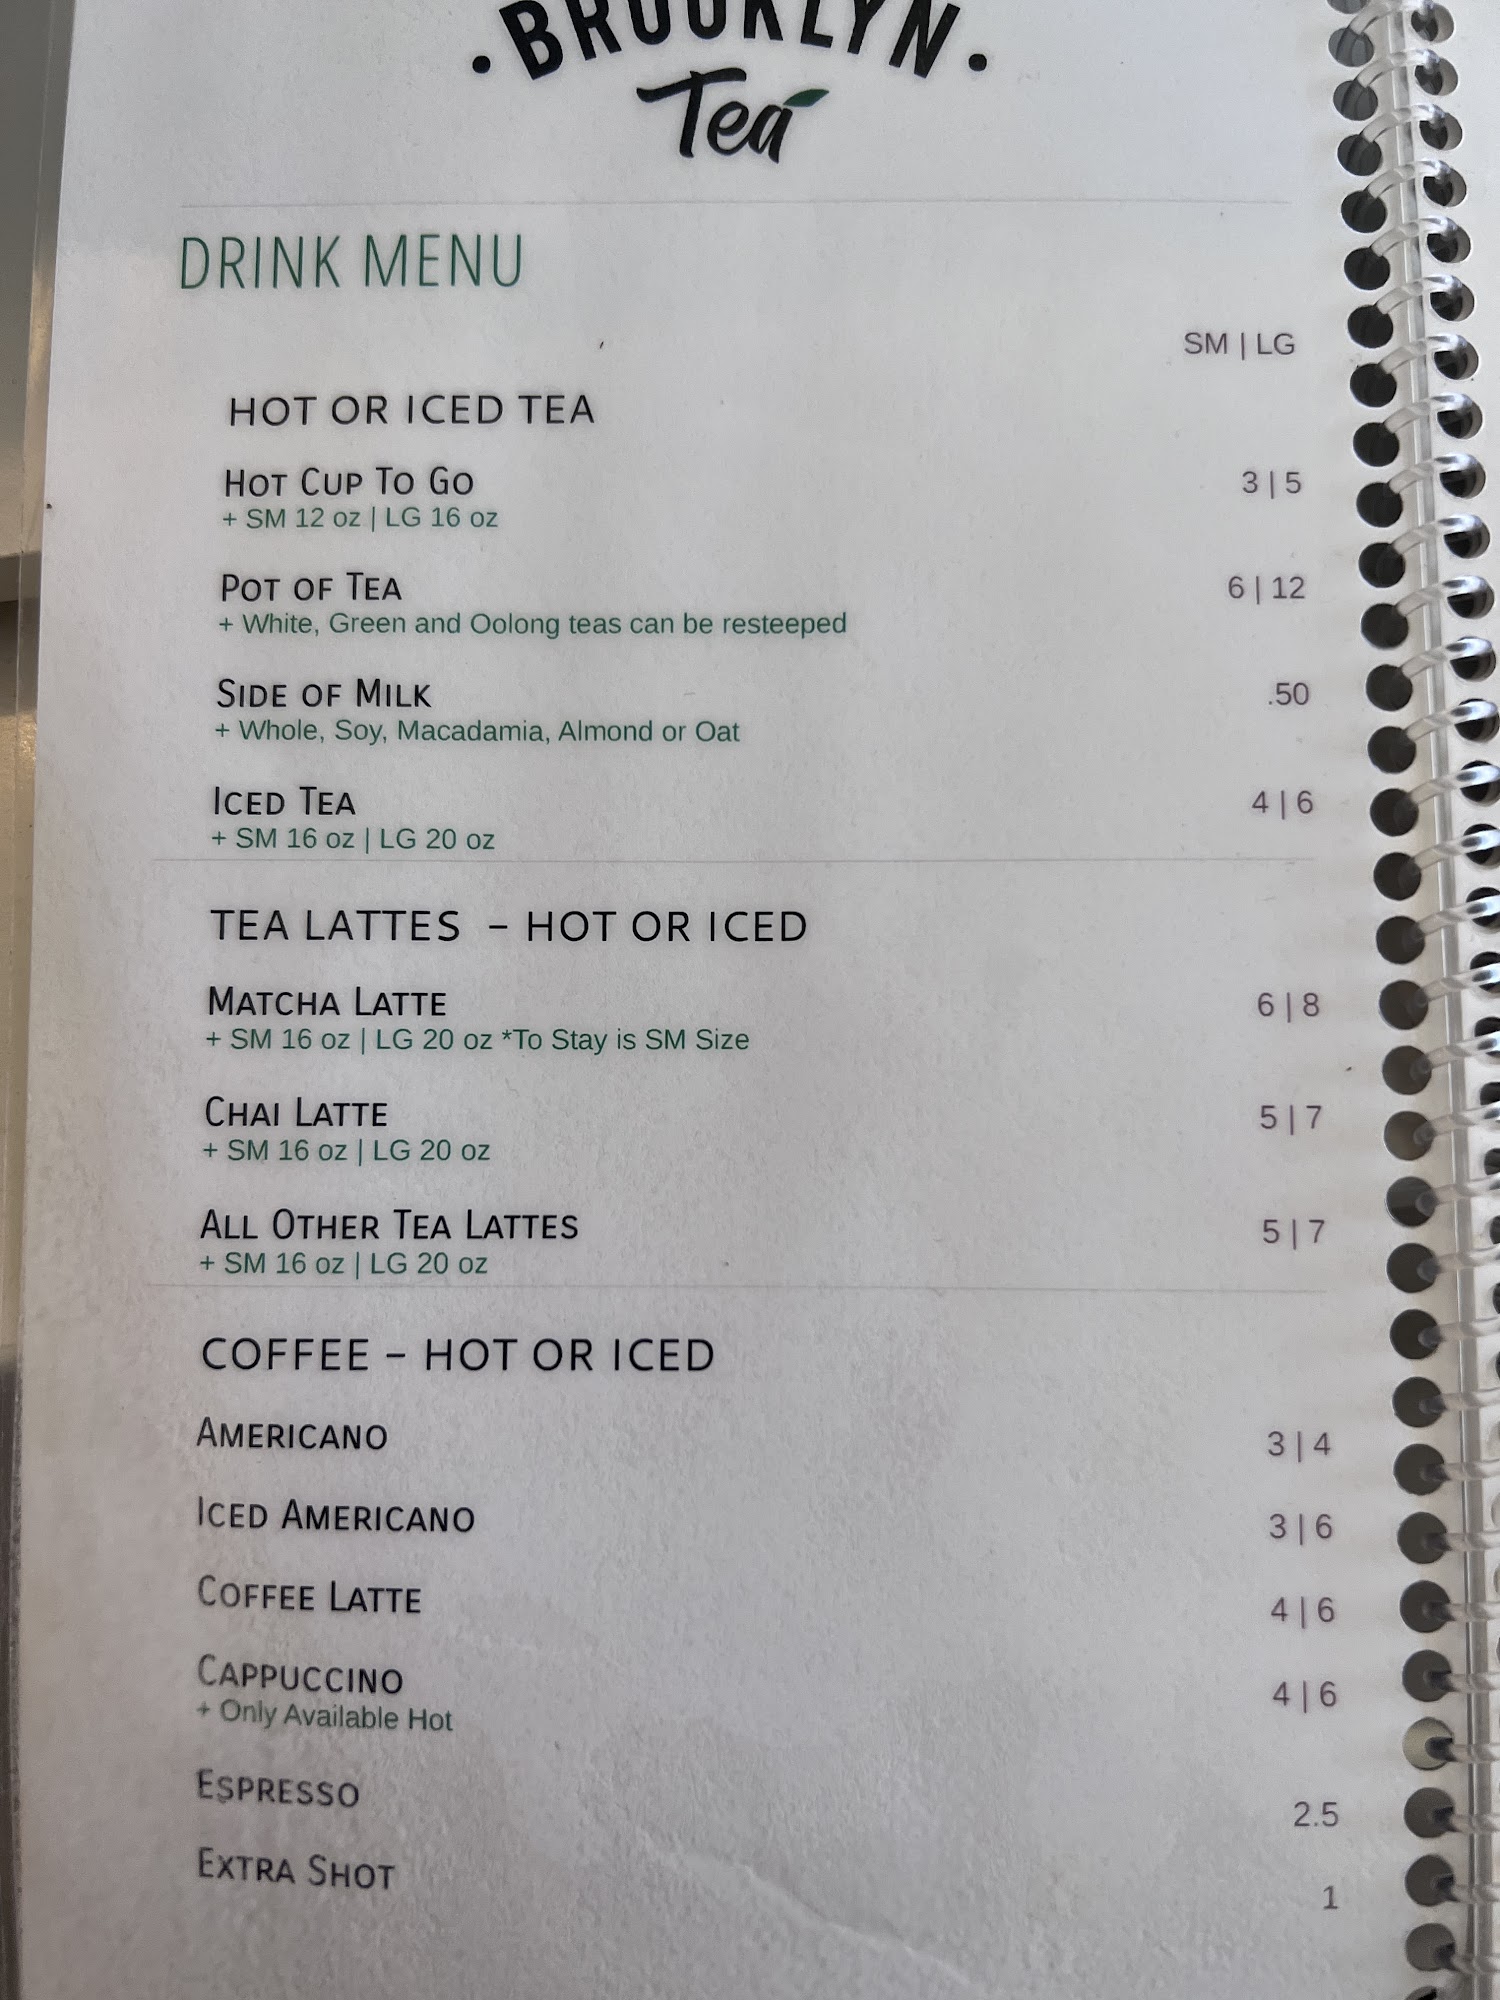 • BROOKLYN •
Tea
DRINK MENU
SM | LG
HOT OR ICED TEA
HOT CUP TO GO 3 | 5
+ SM 12 oz | LG 16 oz
POT OF TEA 6 | 12
+ White, Green and Oolong teas can be resteeped
SIDE OF MILK .50
+ Whole, Soy, Macadamia, Almond or Oat
ICED TEA 4 | 6
+ SM 16 oz | LG 20 oz
TEA LATTES – HOT OR ICED
MATCHA LATTE 6 | 8
+ SM 16 oz | LG 20 oz *To Stay is SM Size
CHAI LATTE 5 | 7
+ SM 16 oz | LG 20 oz
ALL OTHER TEA LATTES 5 | 7
+ SM 16 oz | LG 20 oz
COFFEE – HOT OR ICED
AMERICANO 3 | 4
ICED AMERICANO 3 | 6
COFFEE LATTE 4 | 6
CAPPUCCINO 4 | 6
+ Only Available Hot
ESPRESSO 2.5
EXTRA SHOT 1